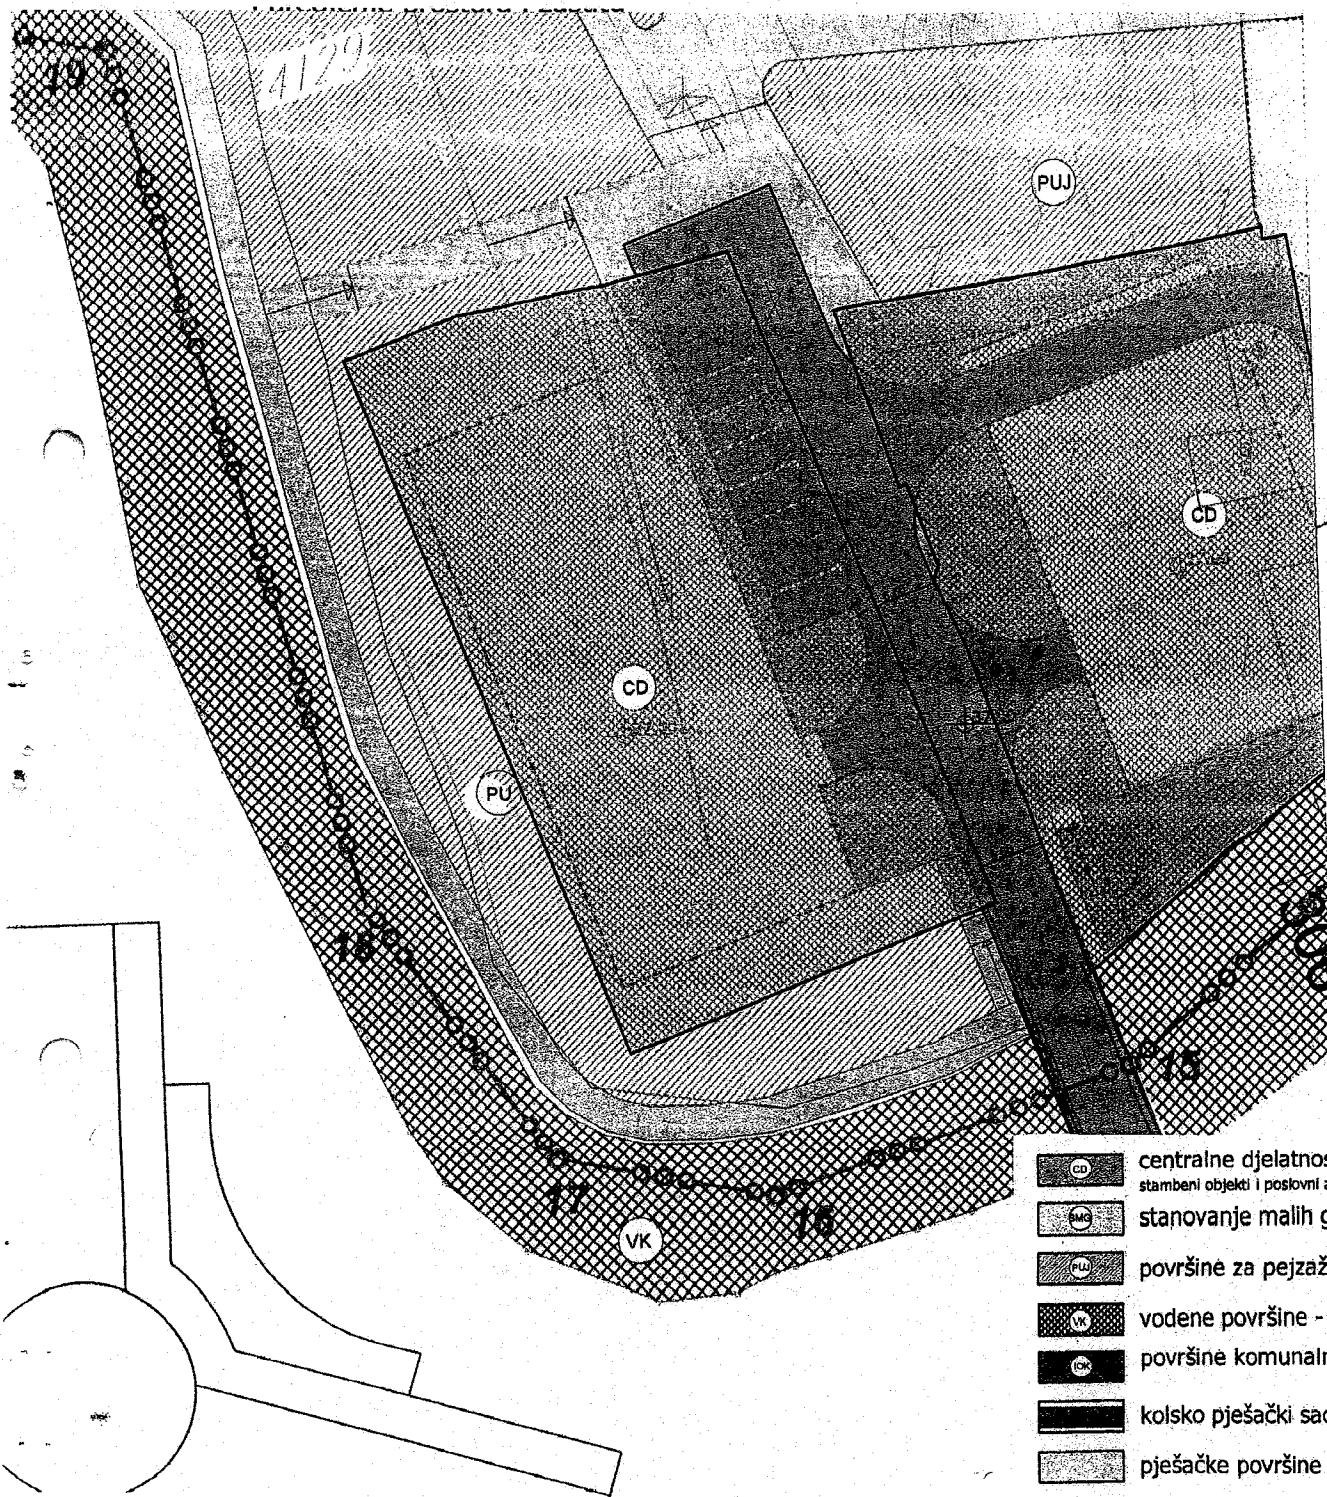 19
4129
PUJ
CD
CD
PU
18
15
17
16
VK
CD
centralne djelatnos
stambeni objekti i poslovni a
SMG
stanovanje malih g
PUJ
površine za pejzaž
VK
vodene površine -
IOK
površine komunaln
kolsko pješački sao
pješačke površine